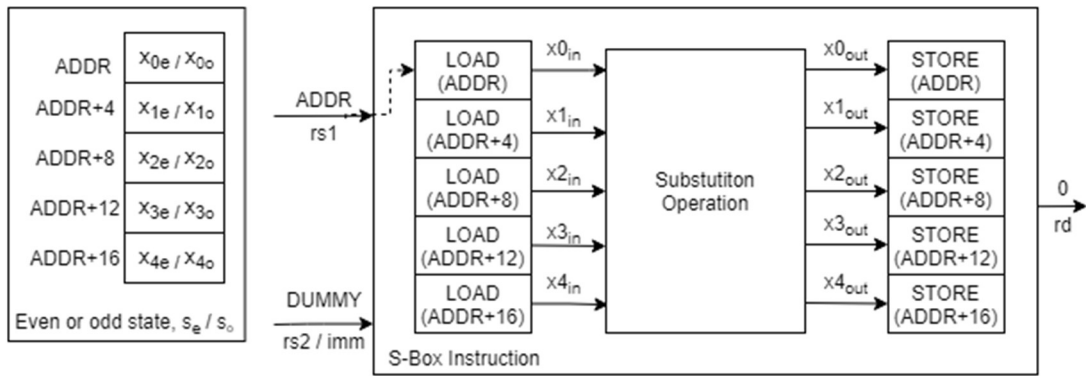 ADDR
x0e / x0o
ADDR+4
x1e / x1o
ADDR+8
x2e / x2o
ADDR+12
x3e / x3o
ADDR+16
x4e / x4o
Even or odd state, se / so
ADDR
rs1
DUMMY
rs2 / imm
LOAD
(ADDR)
LOAD
(ADDR+4)
LOAD
(ADDR+8)
LOAD
(ADDR+12)
LOAD
(ADDR+16)
x0in
x1in
x2in
x3in
x4in
Substutiton
Operation
x0out
x1out
x2out
x3out
x4out
STORE
(ADDR)
STORE
(ADDR+4)
STORE
(ADDR+8)
STORE
(ADDR+12)
STORE
(ADDR+16)
S-Box Instruction
0
rd